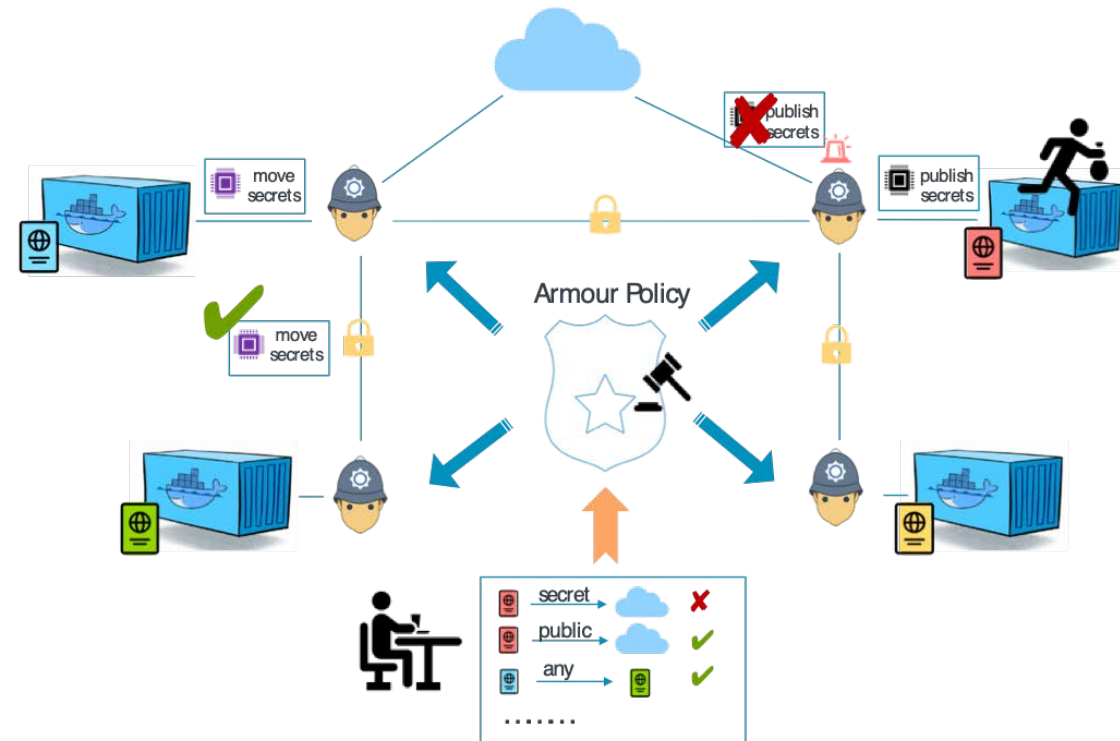 publish
secrets
move
secrets
publish
secrets
Armour Policy
move
secrets
secret
public
any
.......